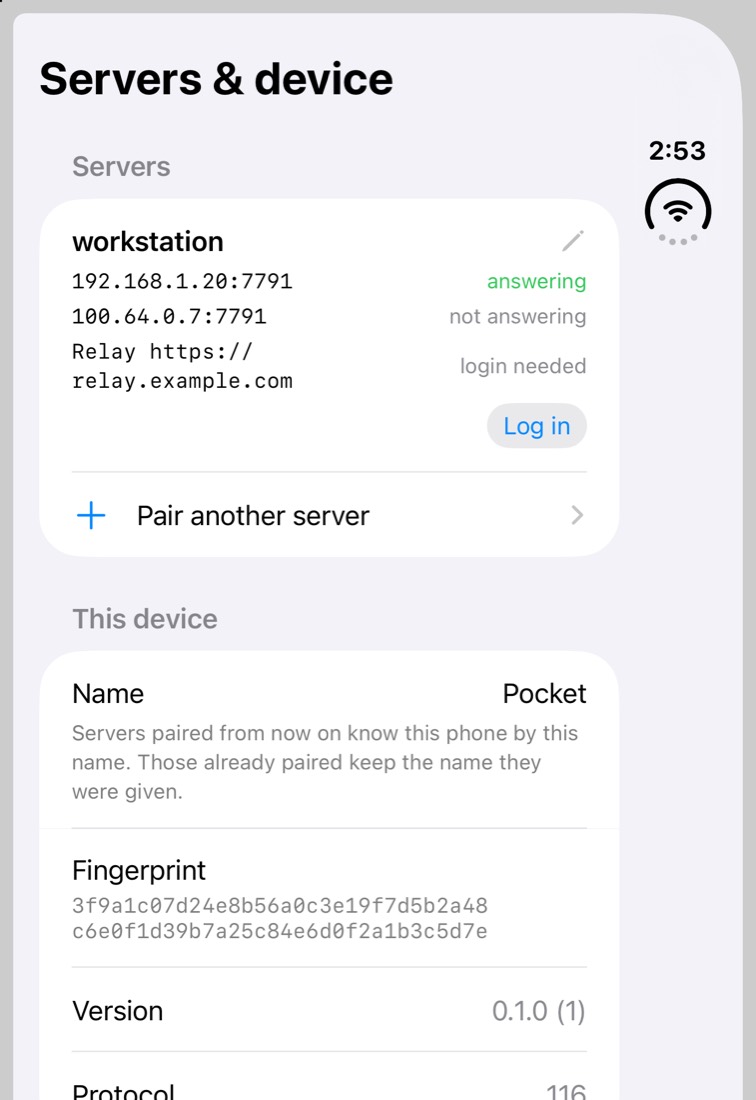 Servers & device
2:53
Servers
workstation
192.168.1.20:7791 answering
100.64.0.7:7791 not answering
Relay https://
relay.example.com
login needed
Log in
Pair another server
This device
Name Pocket
Servers paired from now on know this phone by this
name. Those already paired keep the name they
were given.
Fingerprint
3f9a1c07d24e8b56a0c3e19f7d5b2a48
c6e0f1d39b7a25c84e6d0f2a1b3c5d7e
Version 0.1.0 (1)
Protocol 116